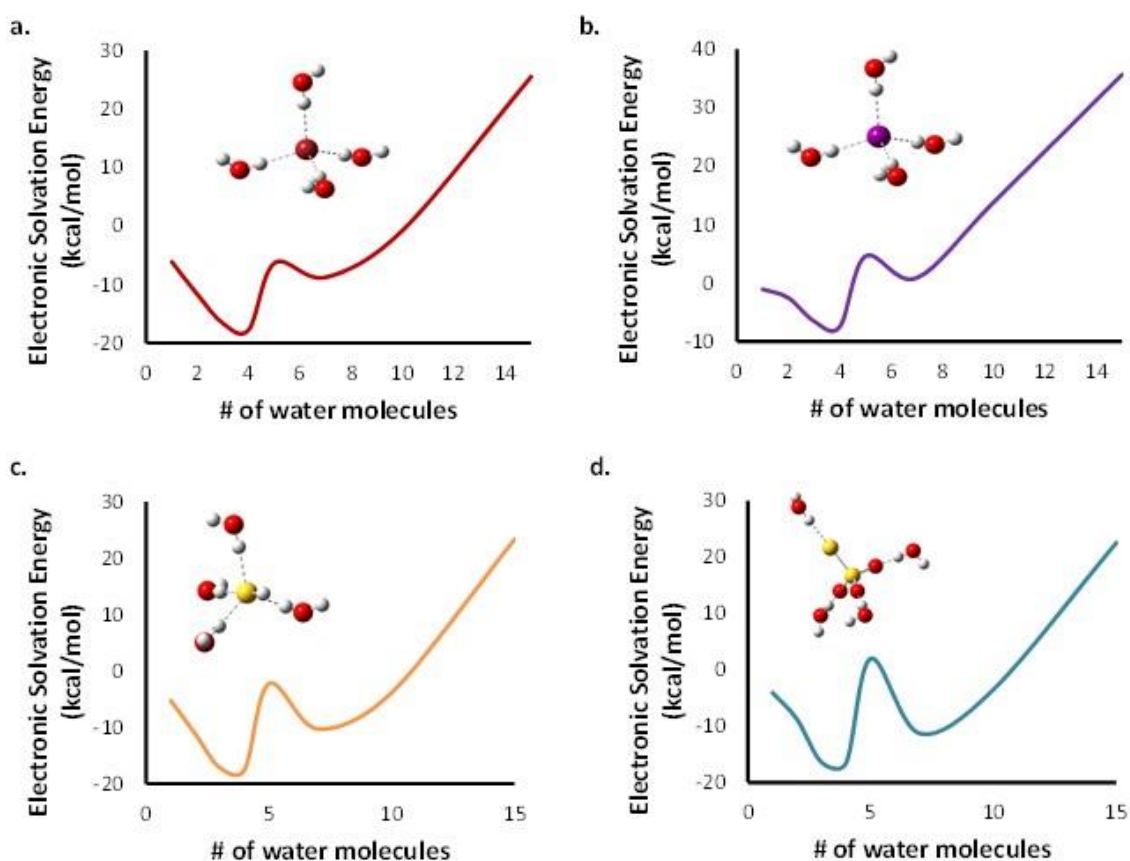 a.
Electronic Solvation Energy
(kcal/mol)
30
20
10
0
-10
-20
0 2 4 6 8 10 12 14
# of water molecules
b.
Electronic Solvation Energy
(kcal/mol)
40
30
20
10
0
-10
0 2 4 6 8 10 12 14
# of water molecules
c.
Electronic Solvation Energy
(kcal/mol)
30
20
10
0
-10
-20
0 5 10 15
# of water molecules
d.
Electronic Solvation Energy
(kcal/mol)
30
20
10
0
-10
-20
0 5 10 15
# of water molecules